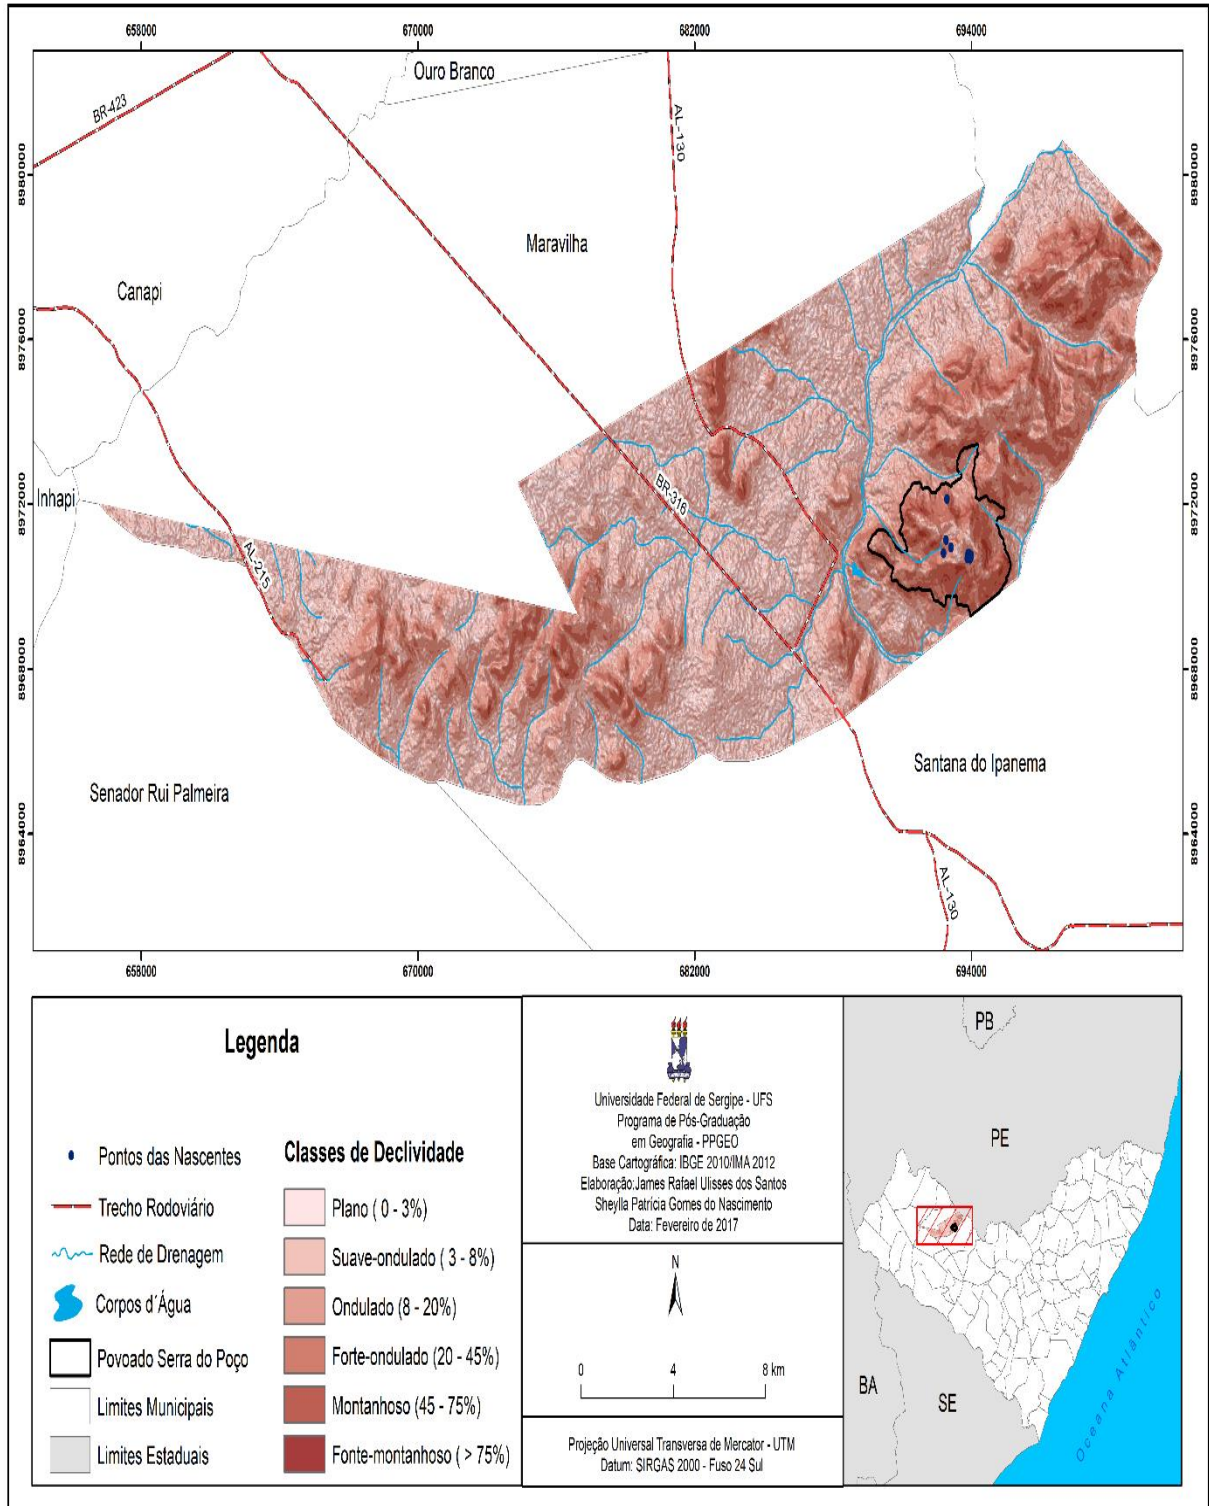 658000
670000
682000
694000
Ouro Branco
BR-423
AL-130
8980000
8980000
Maravilha
Canapi
8976000
8976000
Inhapi
8972000
8972000
BR-316
AL-215
8968000
8968000
Santana do Ipanema
Senador Rui Palmeira
8964000
8964000
AL-130
658000
670000
682000
694000
Legenda
Pontos das Nascentes
Trecho Rodoviário
Rede de Drenagem
Corpos d´Água
Povoado Serra do Poço
Limites Municipais
Limites Estaduais
Classes de Declividade
Plano ( 0 - 3%)
Suave-ondulado ( 3 - 8%)
Ondulado (8 - 20%)
Forte-ondulado (20 - 45%)
Montanhoso (45 - 75%)
Fonte-montanhoso ( > 75%)
Universidade Federal de Sergipe - UFS
Programa de Pós-Graduação
em Geografia - PPGEO
Base Cartográfica: IBGE 2010/IMA 2012
Elaboração:James Rafael Ulisses dos Santos
Sheylla Patrícia Gomes do Nascimento
Data: Fevereiro de 2017
N
0 4 8 km
Projeção Universal Transversa de Mercator - UTM
Datum: SIRGAS 2000 - Fuso 24 Sul
PB
PE
BA
SE
Oceana Atlântico